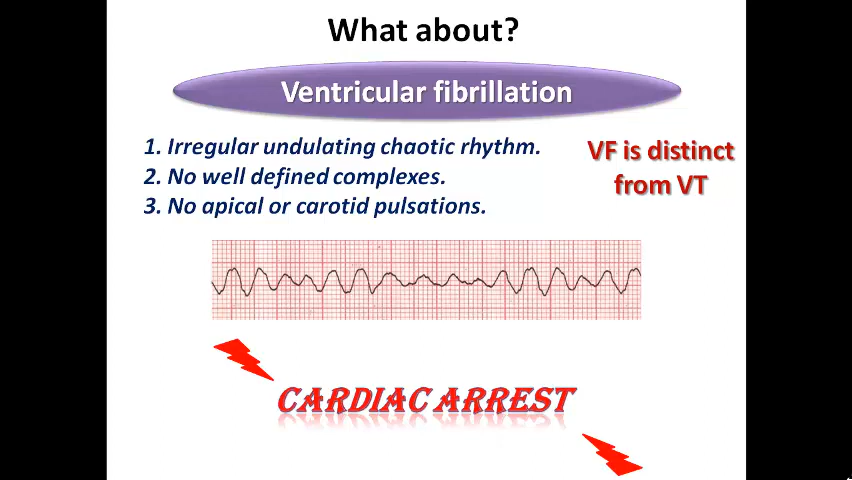 What about?
Ventricular fibrillation
1. Irregular undulating chaotic rhythm.
2. No well defined complexes.
3. No apical or carotid pulsations.
VF is distinct
from VT
CARDIAC ARREST